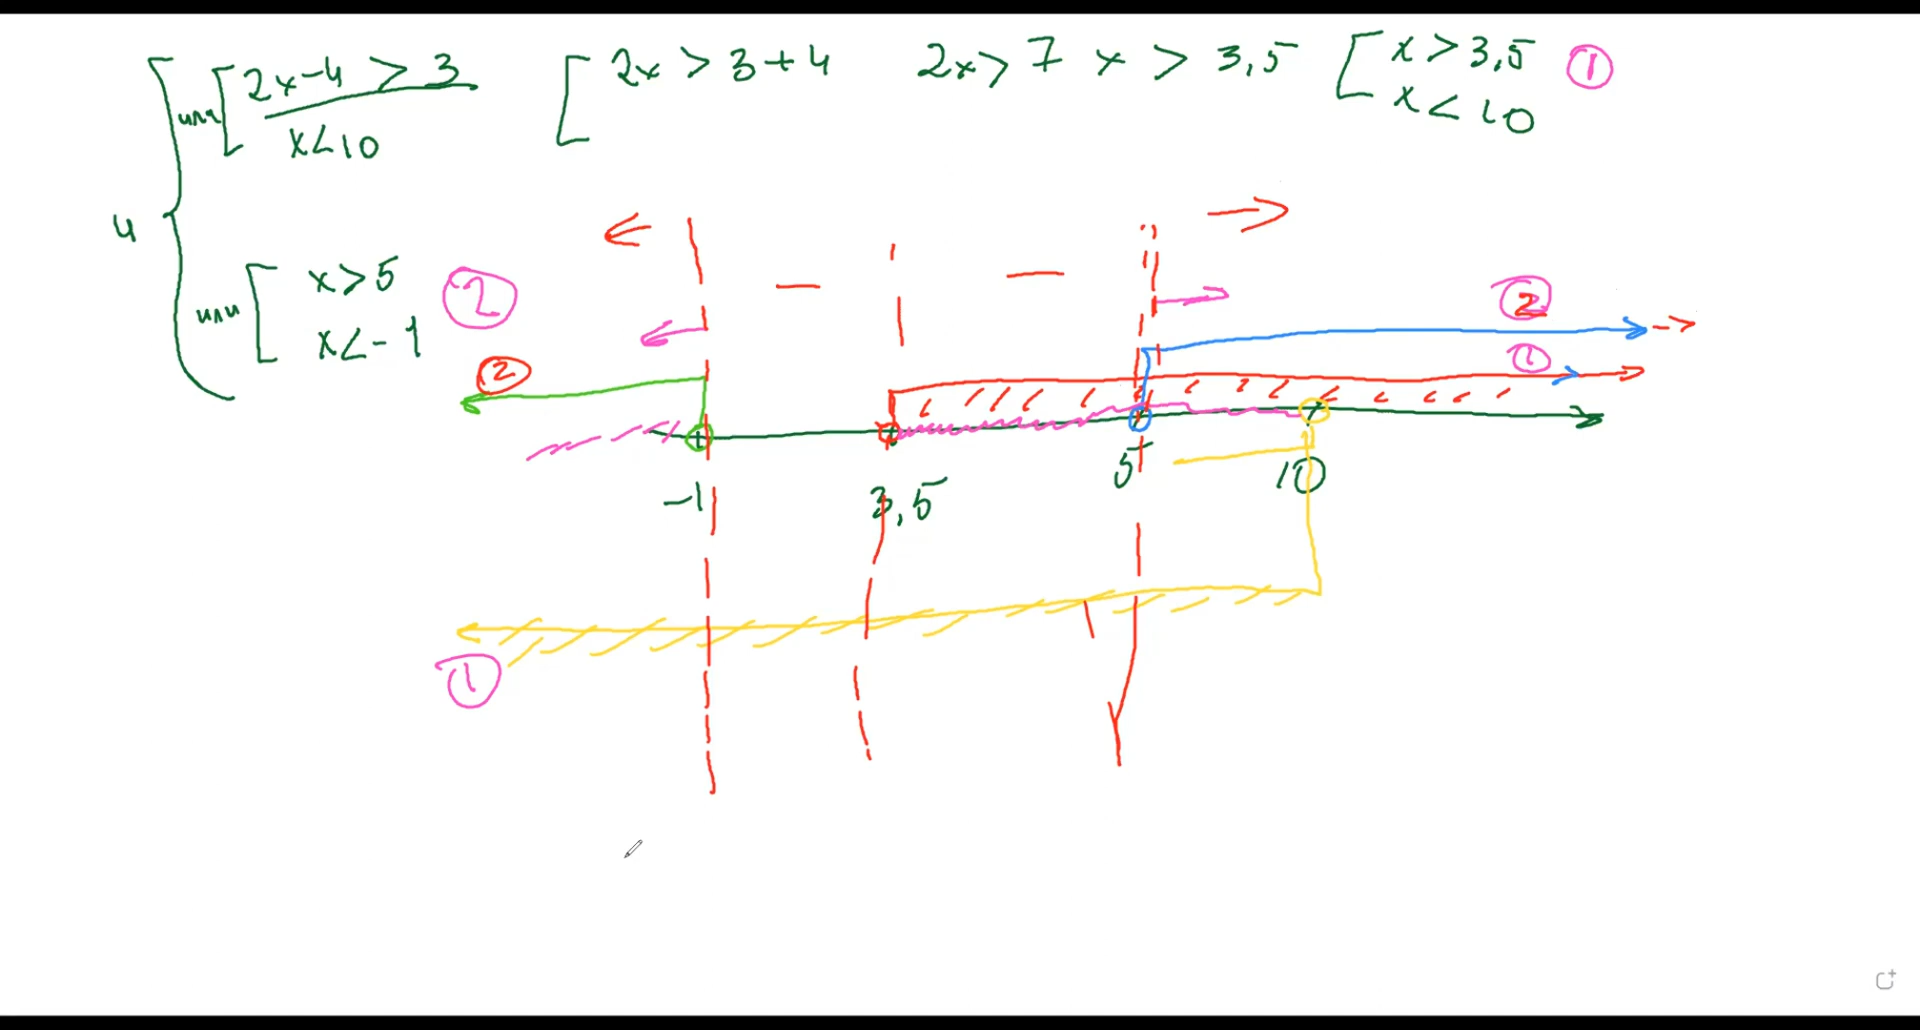 или [ 2x-4 > 3 [ 2x > 3+4 2x > 7 x > 3,5 [ x > 3,5 ①
x<10 x < 10
и {
или [ x > 5 ②
x < -1
②
②
①
-1 3,5 5 10
①